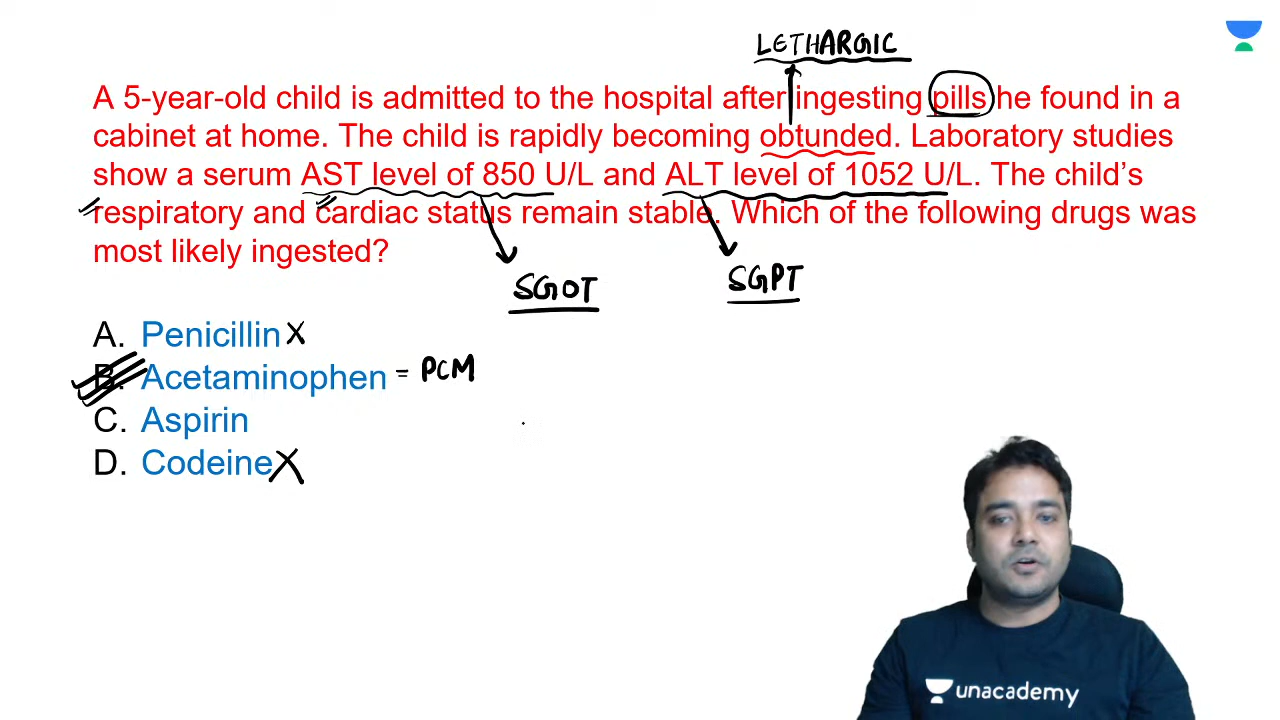 LETHARGIC
A 5-year-old child is admitted to the hospital after ingesting pills he found in a
cabinet at home. The child is rapidly becoming obtunded. Laboratory studies
show a serum AST level of 850 U/L and ALT level of 1052 U/L. The child’s
respiratory and cardiac status remain stable. Which of the following drugs was
most likely ingested?
SGOT
SGPT
A. Penicillin X
B. Acetaminophen = PCM
C. Aspirin
D. Codeine X
unacademy